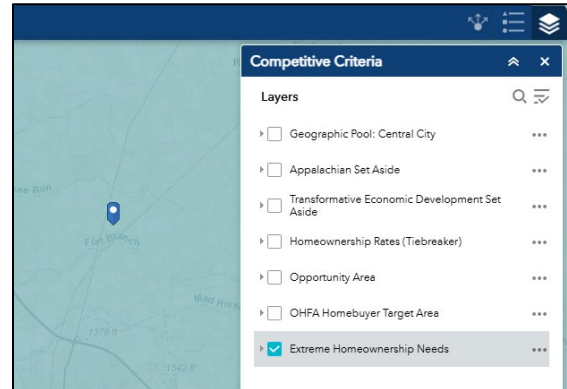 Competitive Criteria
Layers
Geographic Pool: Central City
Appalachian Set Aside
Transformative Economic Development Set
Aside
Homeownership Rates (Tiebreaker)
Opportunity Area
OHFA Homebuyer Target Area
Extreme Homeownership Needs
Run
Flat Branch
Mad River
1378 ft
1542 ft